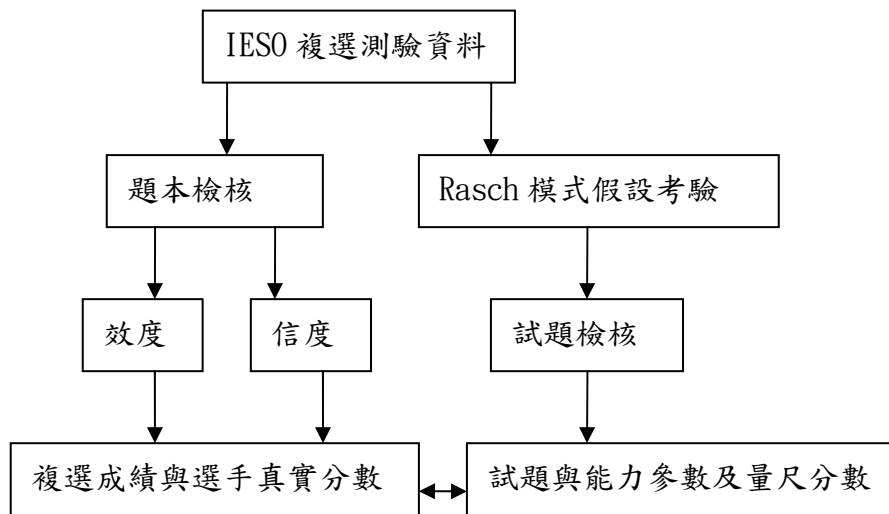 IESO 複選測驗資料
題本檢核
Rasch 模式假設考驗
效度
信度
試題檢核
複選成績與選手真實分數
試題與能力參數及量尺分數